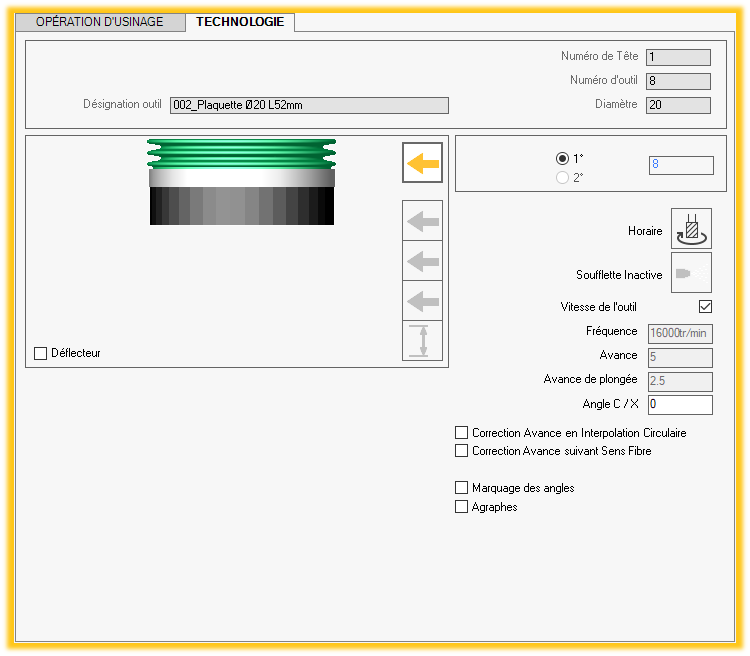 OPÉRATION D'USINAGE TECHNOLOGIE
Numéro de Tête 1
Numéro d'outil 8
Désignation outil 002_Plaquette Ø20 L52mm Diamètre 20
1°
2°
8
Horaire
Soufflette Inactive
Vitesse de l'outil
Fréquence 16000tr/min
Déflecteur
Avance 5
Avance de plongée 2.5
Angle C / X 0
Correction Avance en Interpolation Circulaire
Correction Avance suivant Sens Fibre
Marquage des angles
Agraphes